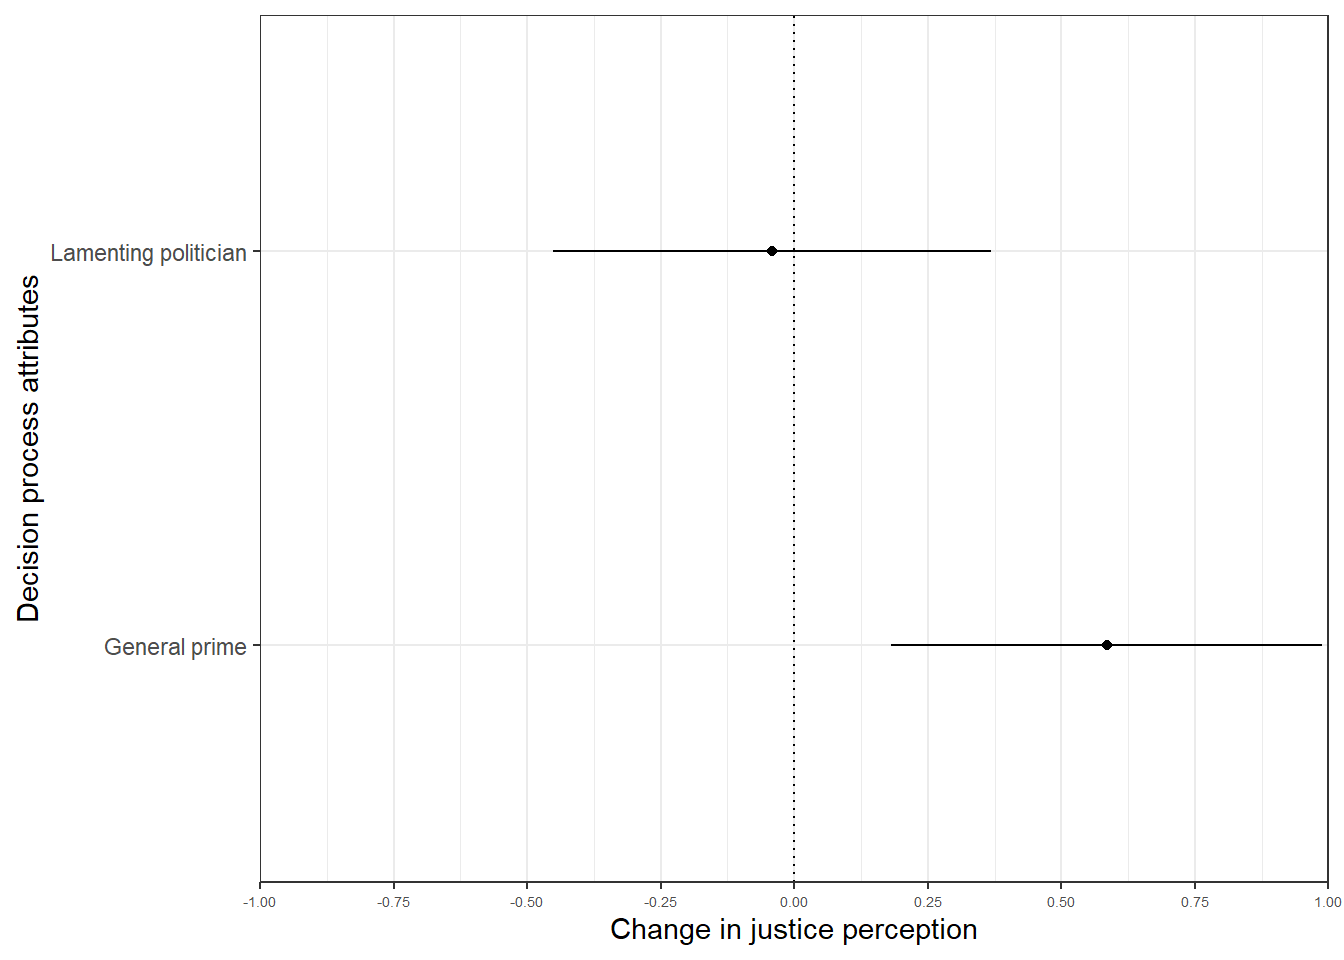 Decision process attributes
Lamenting politician
General prime
-1.00 -0.75 -0.50 -0.25 0.00 0.25 0.50 0.75 1.00
Change in justice perception